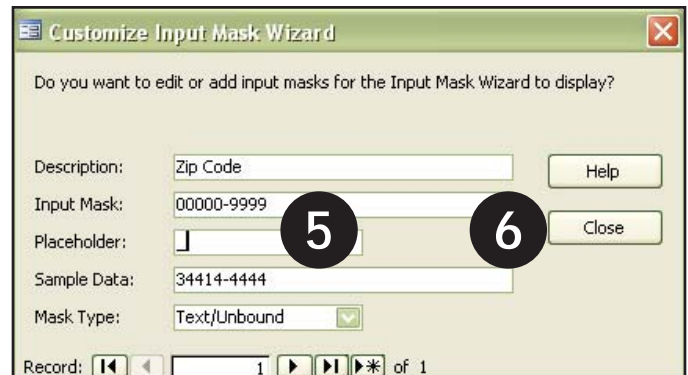 Customize Input Mask Wizard
Do you want to edit or add input masks for the Input Mask Wizard to display?
Description: Zip Code
Help
Input Mask: 00000-9999
Placeholder: _
5
6
Close
Sample Data: 34414-4444
Mask Type: Text/Unbound
Record: 1 of 1